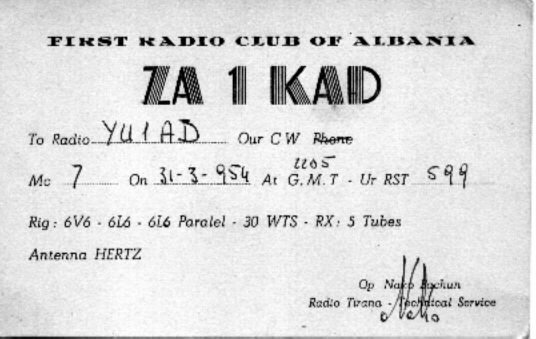 FIRST RADIO CLUB OF ALBANIA
ZA 1 KAD
To Radio YU1AD Our CW Phone
Mc 7 On 31-3-954 At 1105 G.M.T - Ur RST 599
Rig: 6V6 - 6L6 - 6L6 Paralel - 30 WTS - RX: 5 Tubes
Antenna HERTZ
Op Nako
Radio Tirana - Technical Service